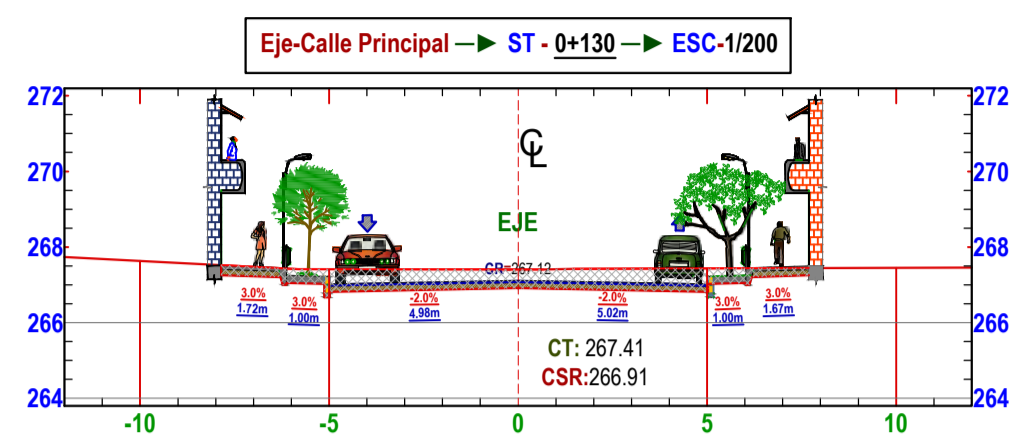 Eje-Calle Principal ST - 0+130 ESC-1/200
272 272
CL
270 270
EJE
268 268
CR=267.12
3.0% 3.0% -2.0% -2.0% 3.0% 3.0%
1.72m 1.00m 4.98m 5.02m 1.00m 1.67m
266 266
CT: 267.41
CSR:266.91
264 264
-10 -5 0 5 10